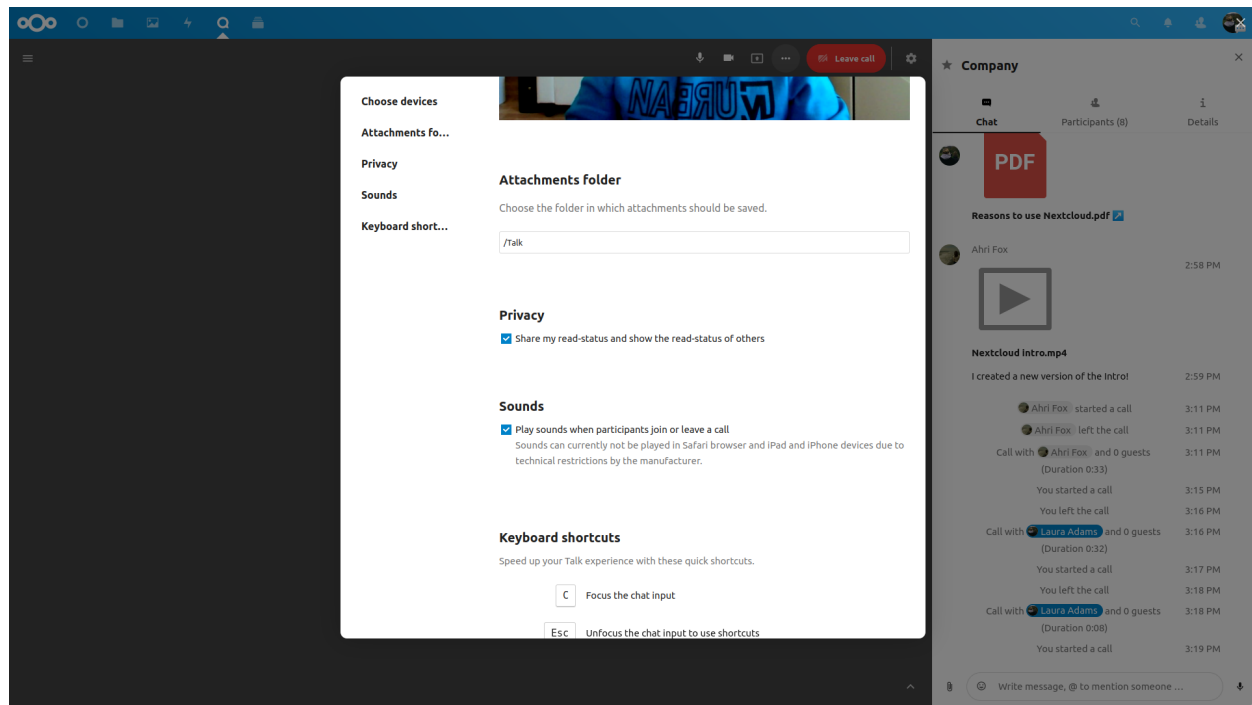 Leave call
Choose devices
Attachments fo...
Privacy
Sounds
Keyboard short...
Attachments folder
Choose the folder in which attachments should be saved.
/Talk
Privacy
Share my read-status and show the read-status of others
Sounds
Play sounds when participants join or leave a call
Sounds can currently not be played in Safari browser and iPad and iPhone devices due to
technical restrictions by the manufacturer.
Keyboard shortcuts
Speed up your Talk experience with these quick shortcuts.
C Focus the chat input
Esc Unfocus the chat input to use shortcuts
Company
Chat Participants (8) Details
PDF
Reasons to use Nextcloud.pdf
Ahri Fox
2:58 PM
Nextcloud intro.mp4
I created a new version of the Intro! 2:59 PM
Ahri Fox started a call 3:11 PM
Ahri Fox left the call 3:11 PM
Call with Ahri Fox and 0 guests 3:11 PM
(Duration 0:33)
You started a call 3:15 PM
You left the call 3:16 PM
Call with Laura Adams and 0 guests 3:16 PM
(Duration 0:32)
You started a call 3:17 PM
You left the call 3:18 PM
Call with Laura Adams and 0 guests 3:18 PM
(Duration 0:08)
You started a call 3:19 PM
Write message, @ to mention someone ...